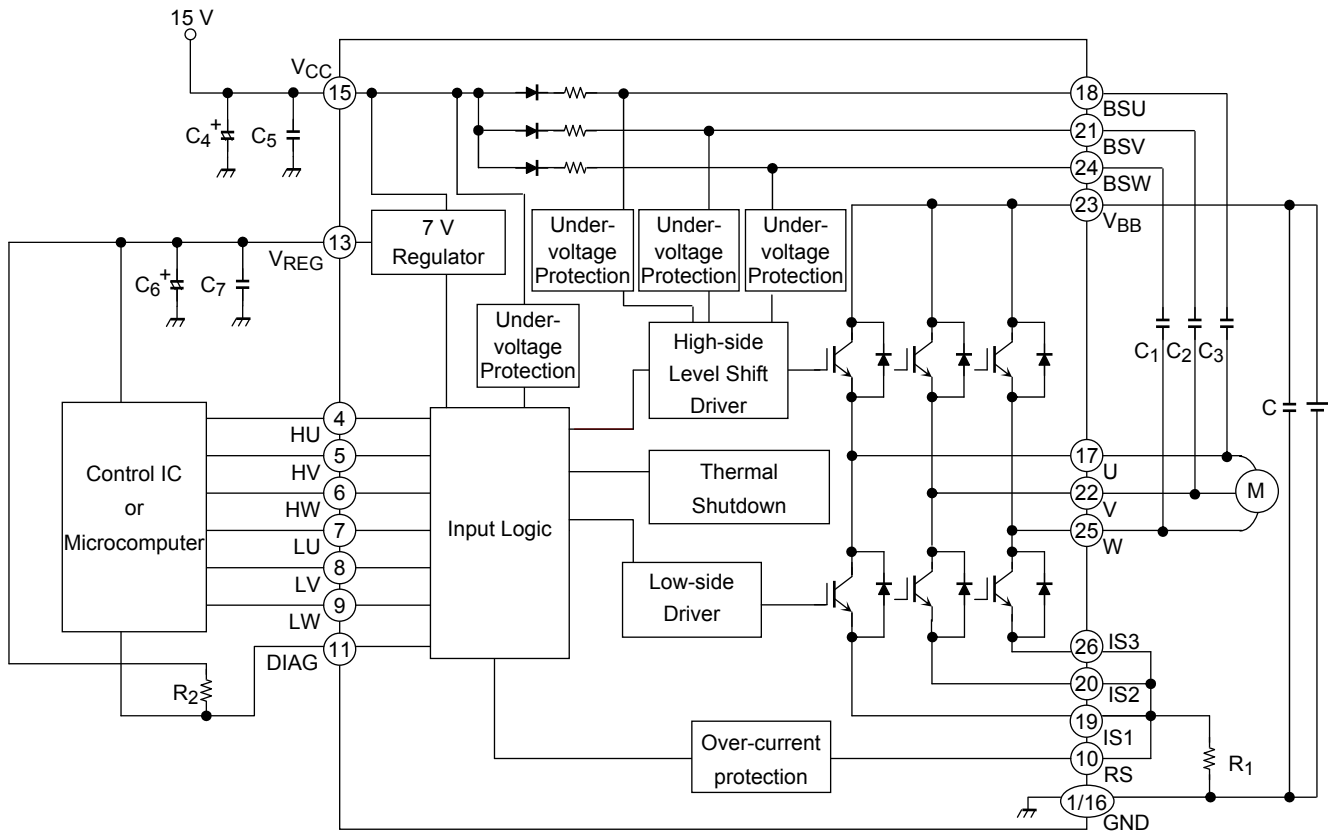 15 V
VCC
15
18
BSU
C4
+
C5
21
BSV
24
BSW
23
VBB
Under-
voltage
Protection
Under-
voltage
Protection
Under-
voltage
Protection
7 V
Regulator
13
VREG
C6
+
C7
Under-
voltage
Protection
High-side
Level Shift
Driver
C1
C2
C3
C
Control IC
or
Microcomputer
4
HU
5
HV
6
HW
7
LU
8
LV
9
LW
11
DIAG
R2
Input Logic
Thermal
Shutdown
Low-side
Driver
17
U
22
V
25
W
M
26
IS3
20
IS2
19
IS1
Over-current
protection
10
RS
R1
1/16
GND